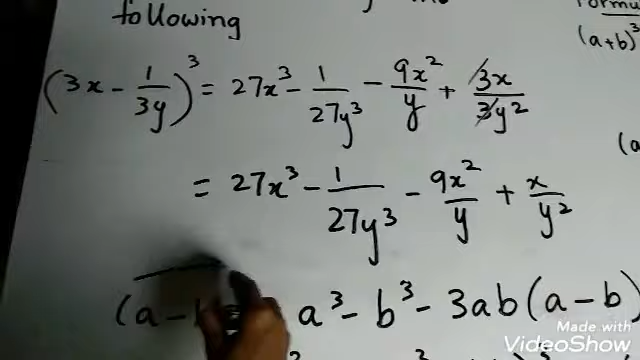 following
Formu
(a+b)³
(3x - 1/3y)³ = 27x³ - 1/27y³ - 9x²/y + 3x/3y²
(a
= 27x³ - 1/27y³ - 9x²/y + x/y²
(a - a³ - b³ - 3ab(a - b)
Made with
VideoShow